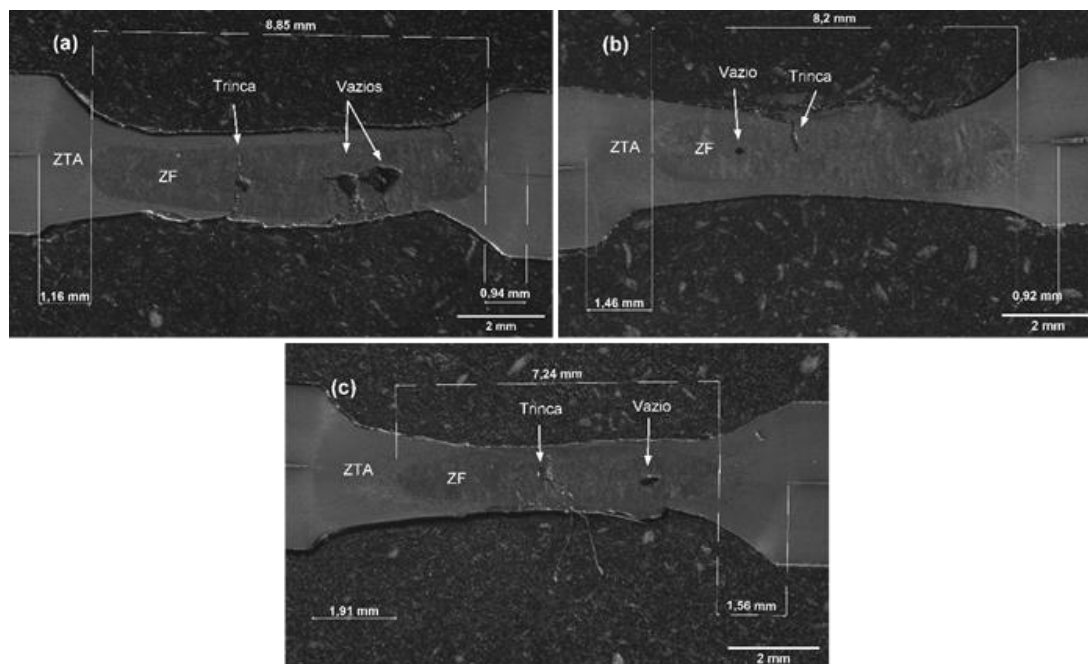 (a)
8,85 mm
Trinca
Vazios
ZTA
ZF
1,16 mm
0,94 mm
2 mm
(b)
8,2 mm
Vazio
Trinca
ZTA
ZF
1,46 mm
0,92 mm
2 mm
(c)
7,24 mm
Trinca
Vazio
ZTA
ZF
1,91 mm
1,56 mm
2 mm